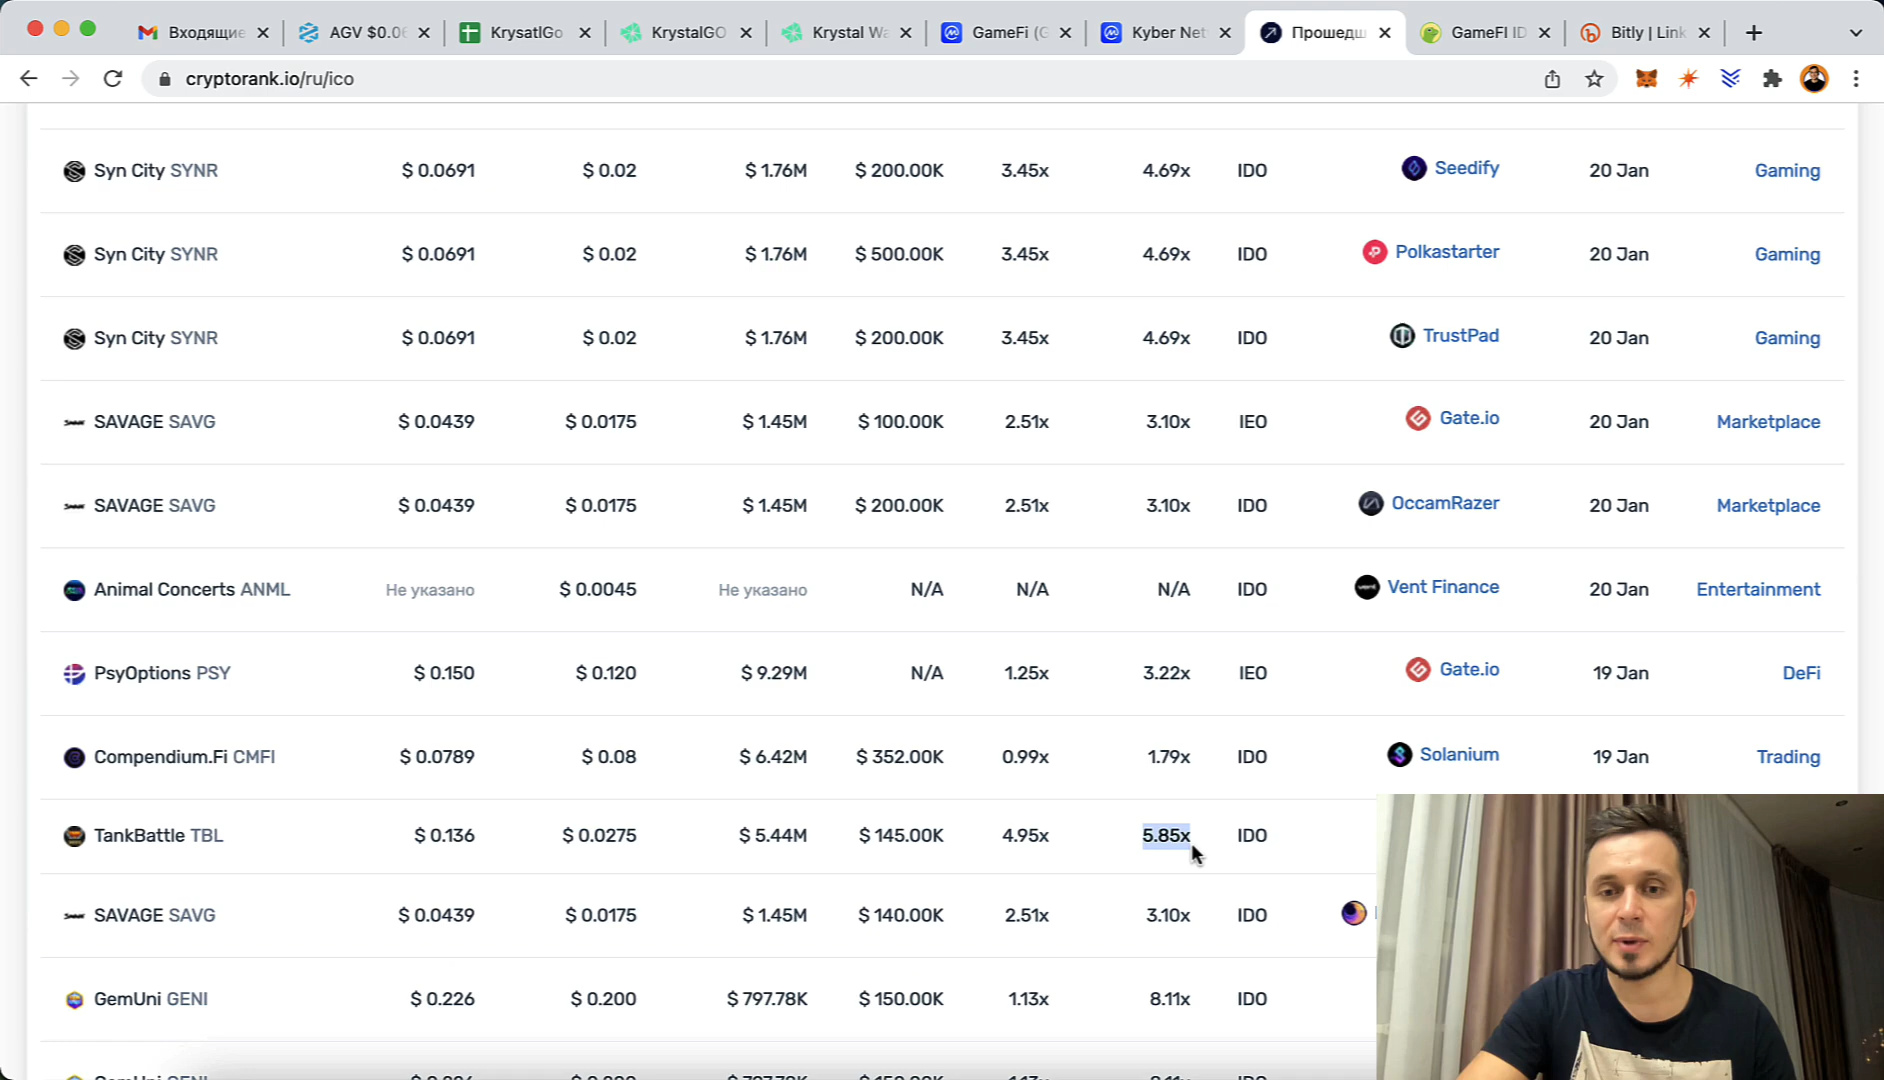 Входящие
AGV $0.06
KrysatlGo
KrystalGO
Krystal Wa
GameFi (G
Kyber Net
Прошедш
GameFI ID
Bitly | Link
cryptorank.io/ru/ico
Syn City SYNR $ 0.0691 $ 0.02 $ 1.76M $ 200.00K 3.45x 4.69x IDO Seedify 20 Jan Gaming
Syn City SYNR $ 0.0691 $ 0.02 $ 1.76M $ 500.00K 3.45x 4.69x IDO Polkastarter 20 Jan Gaming
Syn City SYNR $ 0.0691 $ 0.02 $ 1.76M $ 200.00K 3.45x 4.69x IDO TrustPad 20 Jan Gaming
SAVAGE SAVG $ 0.0439 $ 0.0175 $ 1.45M $ 100.00K 2.51x 3.10x IEO Gate.io 20 Jan Marketplace
SAVAGE SAVG $ 0.0439 $ 0.0175 $ 1.45M $ 200.00K 2.51x 3.10x IDO OccamRazer 20 Jan Marketplace
Animal Concerts ANML Не указано $ 0.0045 Не указано N/A N/A N/A IDO Vent Finance 20 Jan Entertainment
PsyOptions PSY $ 0.150 $ 0.120 $ 9.29M N/A 1.25x 3.22x IEO Gate.io 19 Jan DeFi
Compendium.Fi CMFI $ 0.0789 $ 0.08 $ 6.42M $ 352.00K 0.99x 1.79x IDO Solanium 19 Jan Trading
TankBattle TBL $ 0.136 $ 0.0275 $ 5.44M $ 145.00K 4.95x 5.85x IDO
SAVAGE SAVG $ 0.0439 $ 0.0175 $ 1.45M $ 140.00K 2.51x 3.10x IDO
GemUni GENI $ 0.226 $ 0.200 $ 797.78K $ 150.00K 1.13x 8.11x IDO